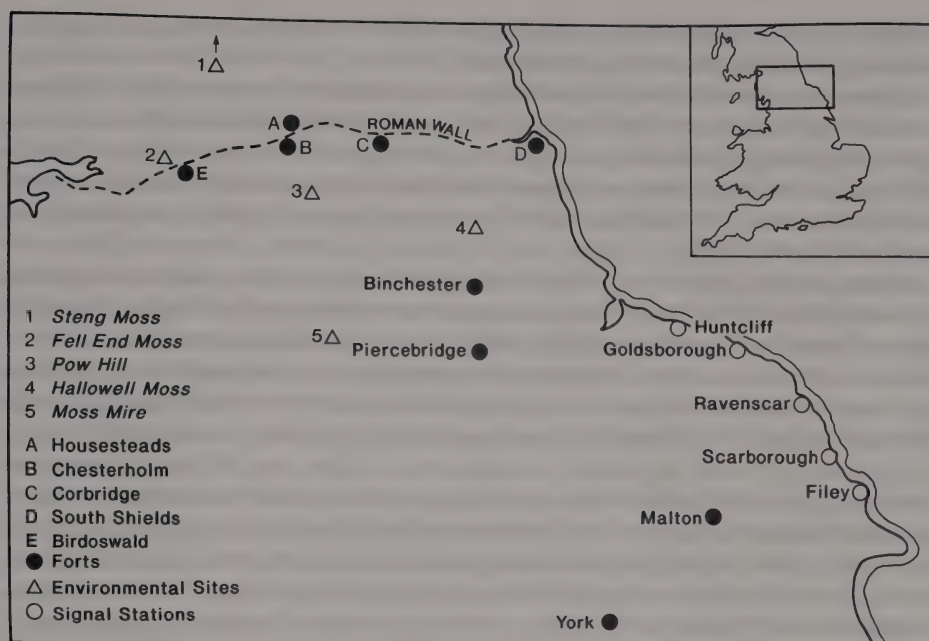 1
A
ROMAN WALL
B
C
D
2
E
3
4
Binchester
5
Piercebridge
Huntcliff
Goldsborough
Ravenscar
Scarborough
Filey
Malton
York
1 Steng Moss
2 Fell End Moss
3 Pow Hill
4 Hallowell Moss
5 Moss Mire
A Housesteads
B Chesterholm
C Corbridge
D South Shields
E Birdoswald
Forts
Environmental Sites
Signal Stations